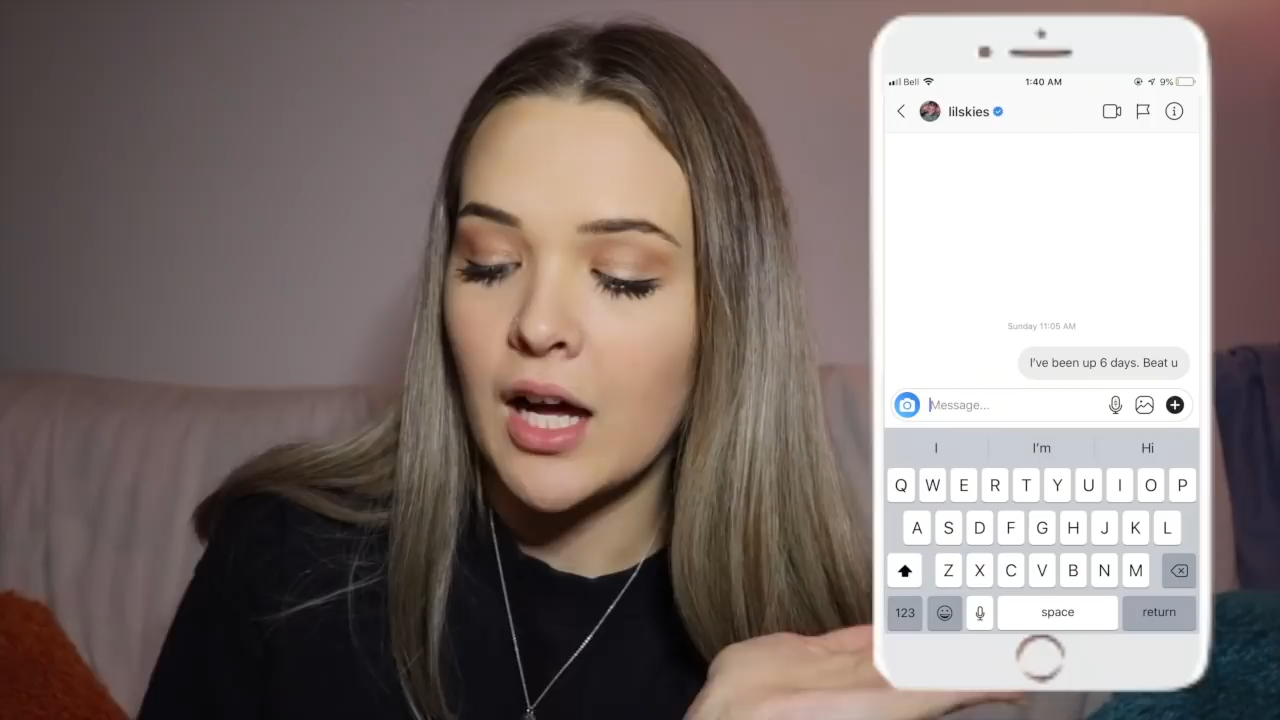 Bell 1:40 AM 9%
lilskies
Sunday 11:05 AM
I've been up 6 days. Beat u
Message...
I I'm Hi
Q W E R T Y U I O P
A S D F G H J K L
Z X C V B N M
123 space return